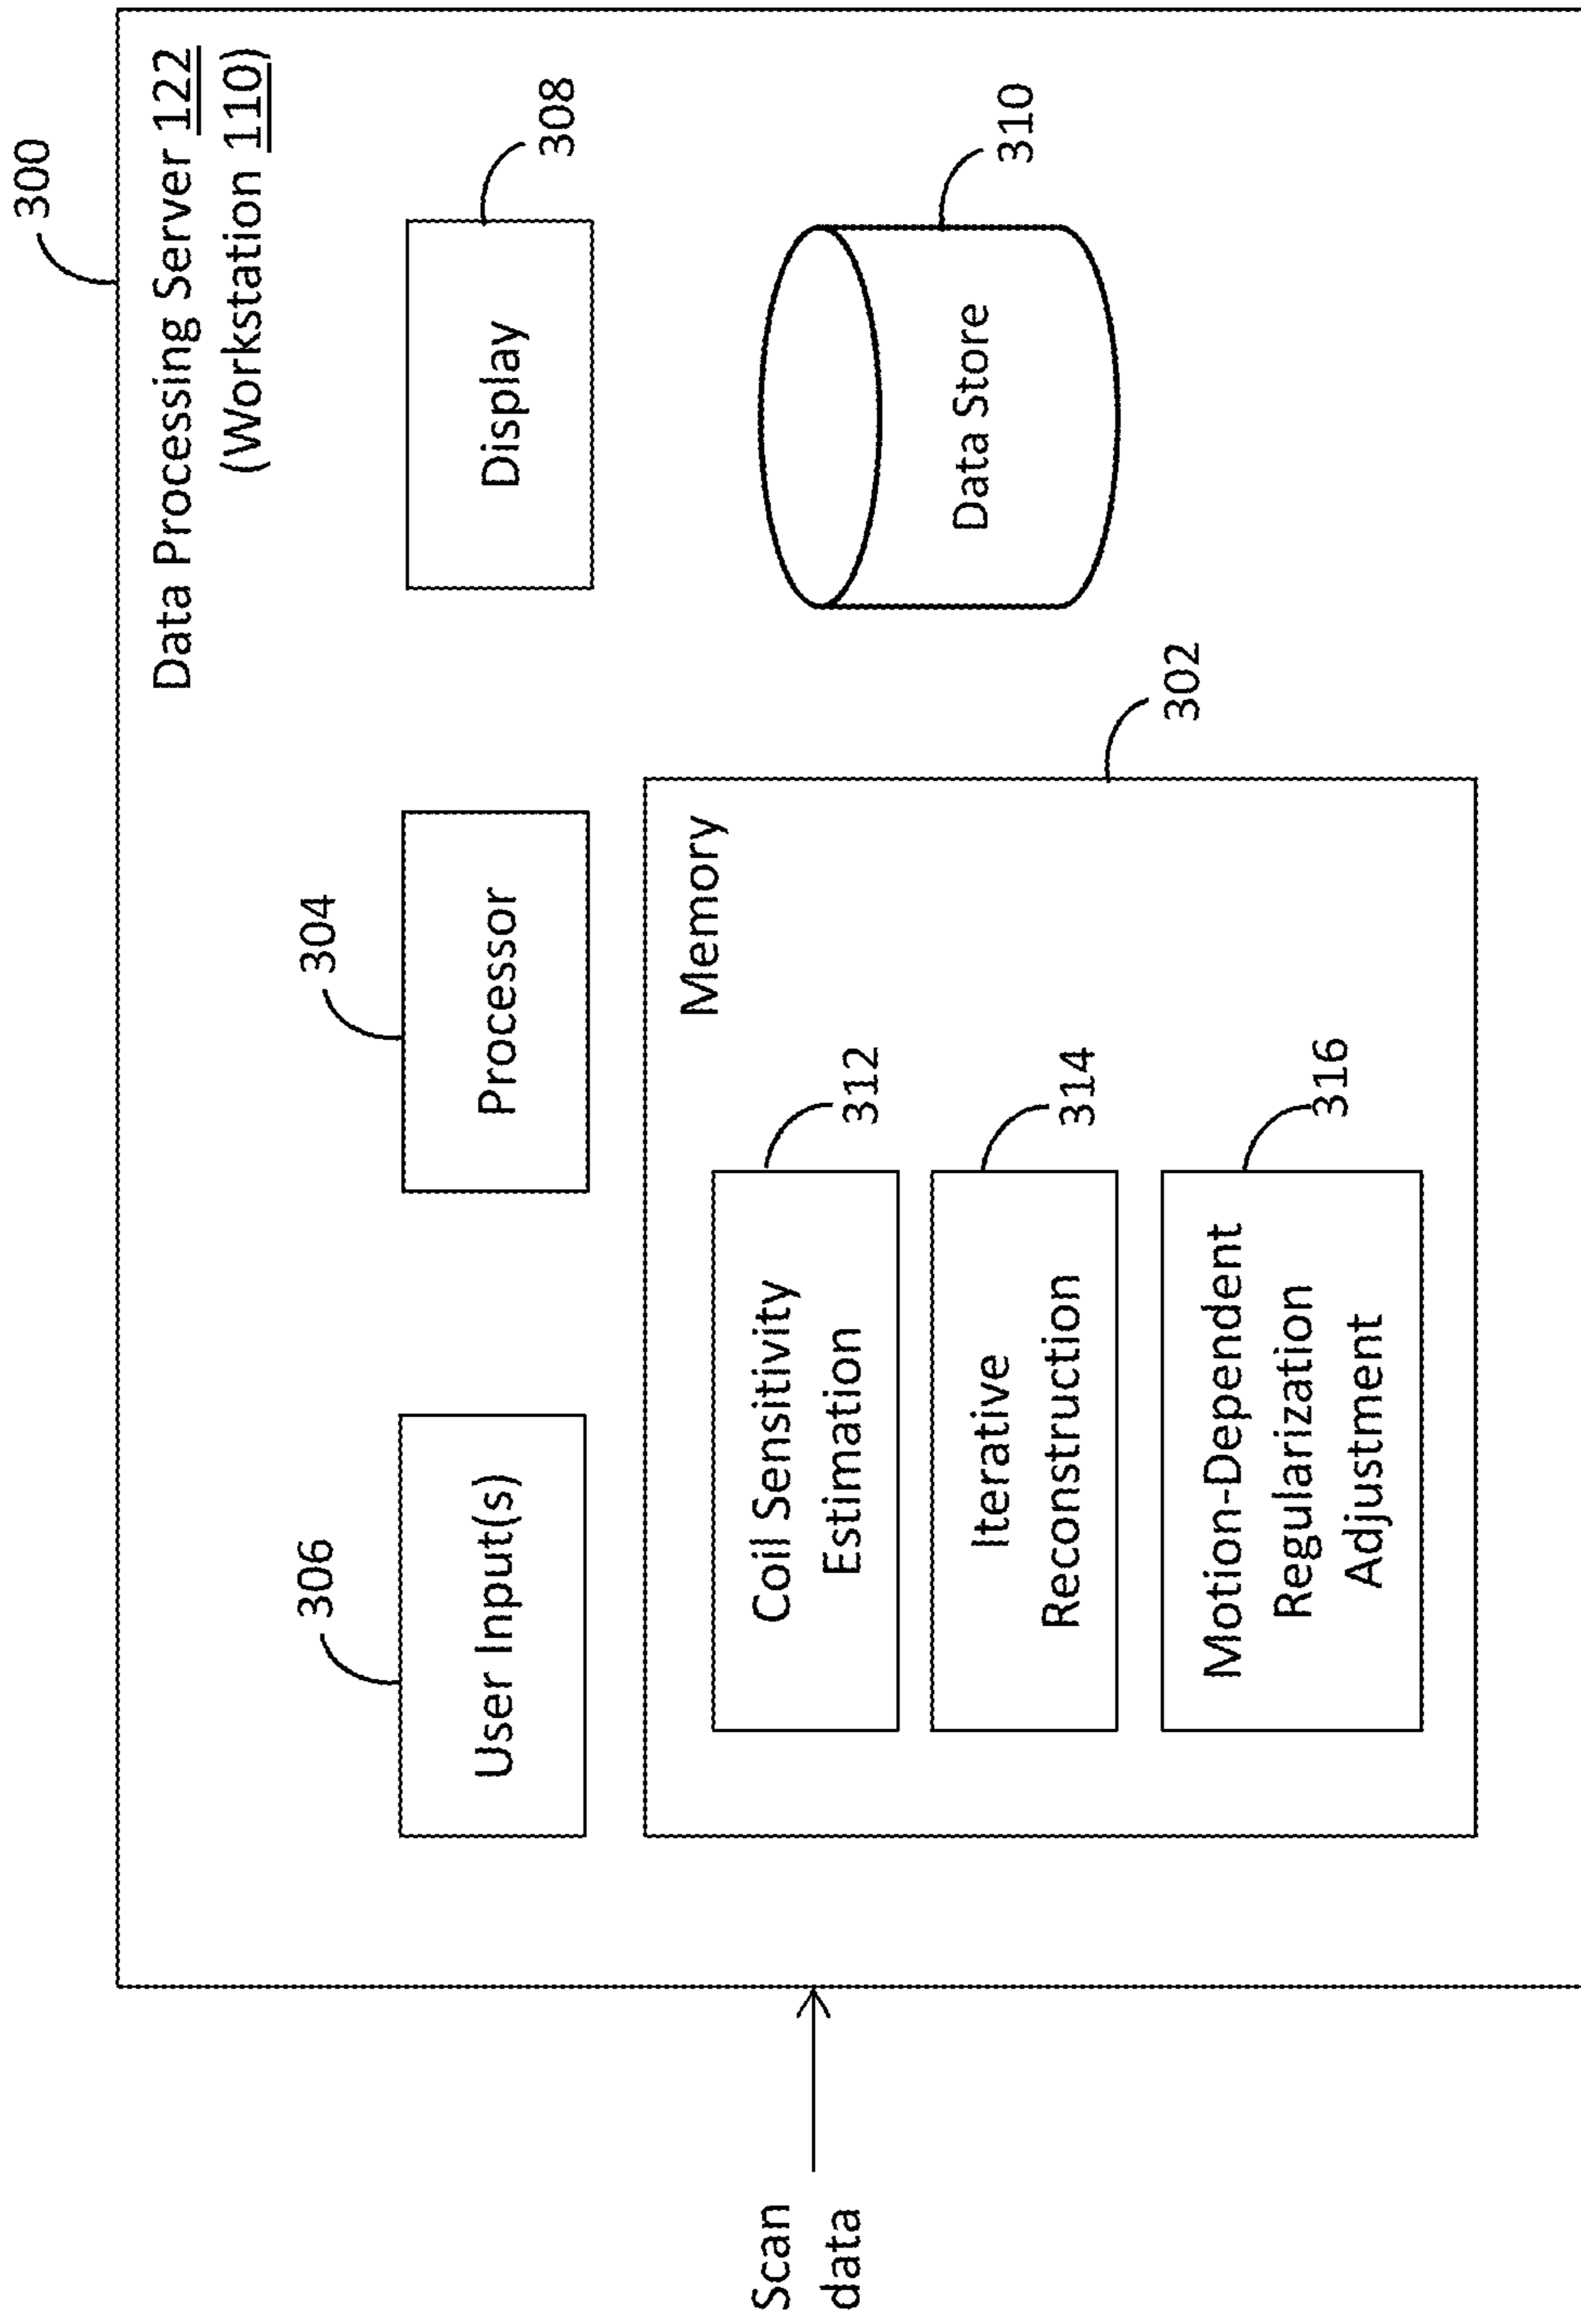 300
Data Processing Server 122
(Workstation 110)
306
User Input(s)
304
Processor
Display
308
Scan
data
Memory
Coil Sensitivity
Estimation
312
Iterative
Reconstruction
314
Motion-Dependent
Regularization
Adjustment
316
302
Data Store
310